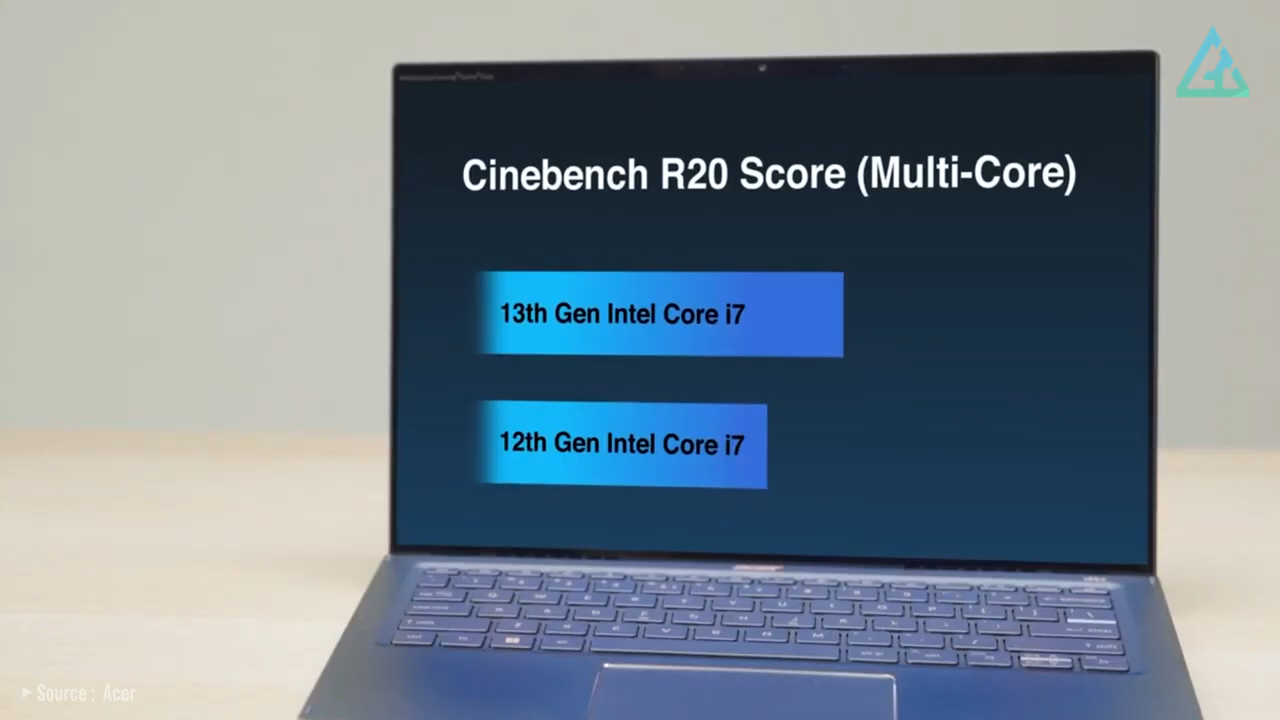 Cinebench R20 Score (Multi-Core)
13th Gen Intel Core i7
12th Gen Intel Core i7
Source : Acer